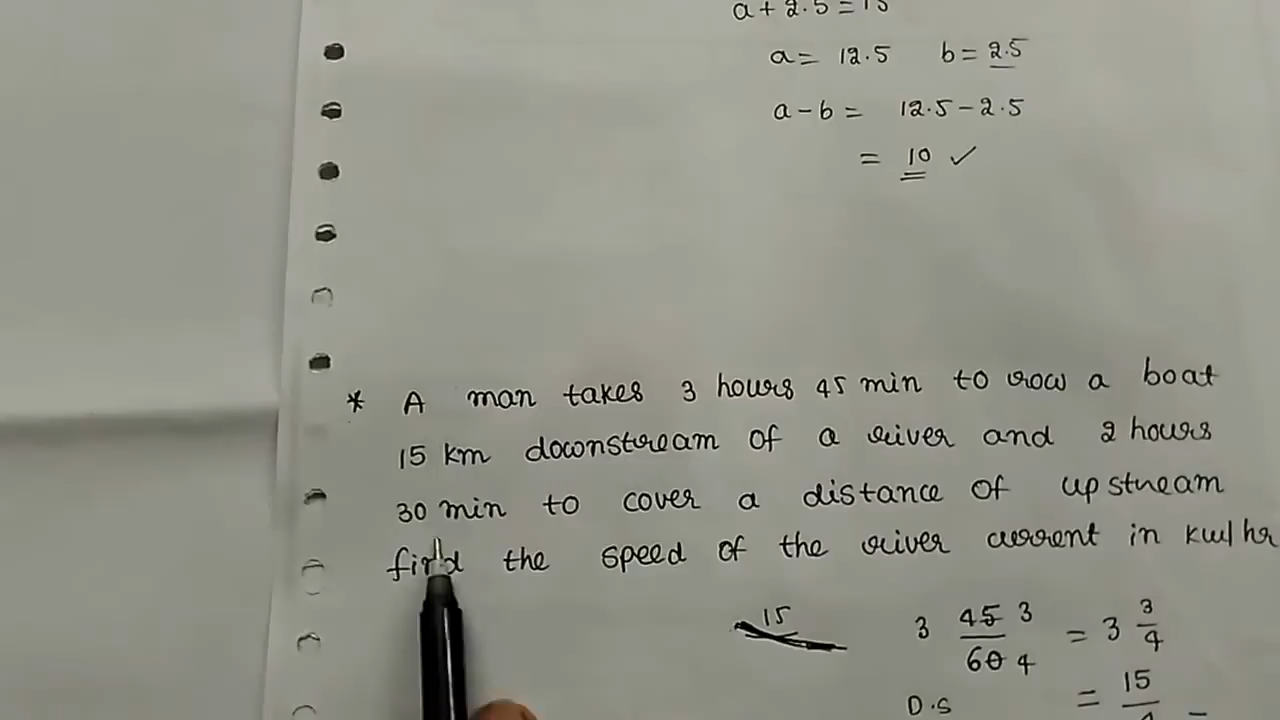 a + 2.5 = 15
a = 12.5 b = 2.5
a - b = 12.5 - 2.5
= 10 ✓
* A man takes 3 hours 45 min to row a boat
15 km downstream of a river and 2 hours
30 min to cover a distance of upstream
find the speed of the river current in km/hr
15
3 45/60 3 4 = 3 3/4
D.S = 15/4 =